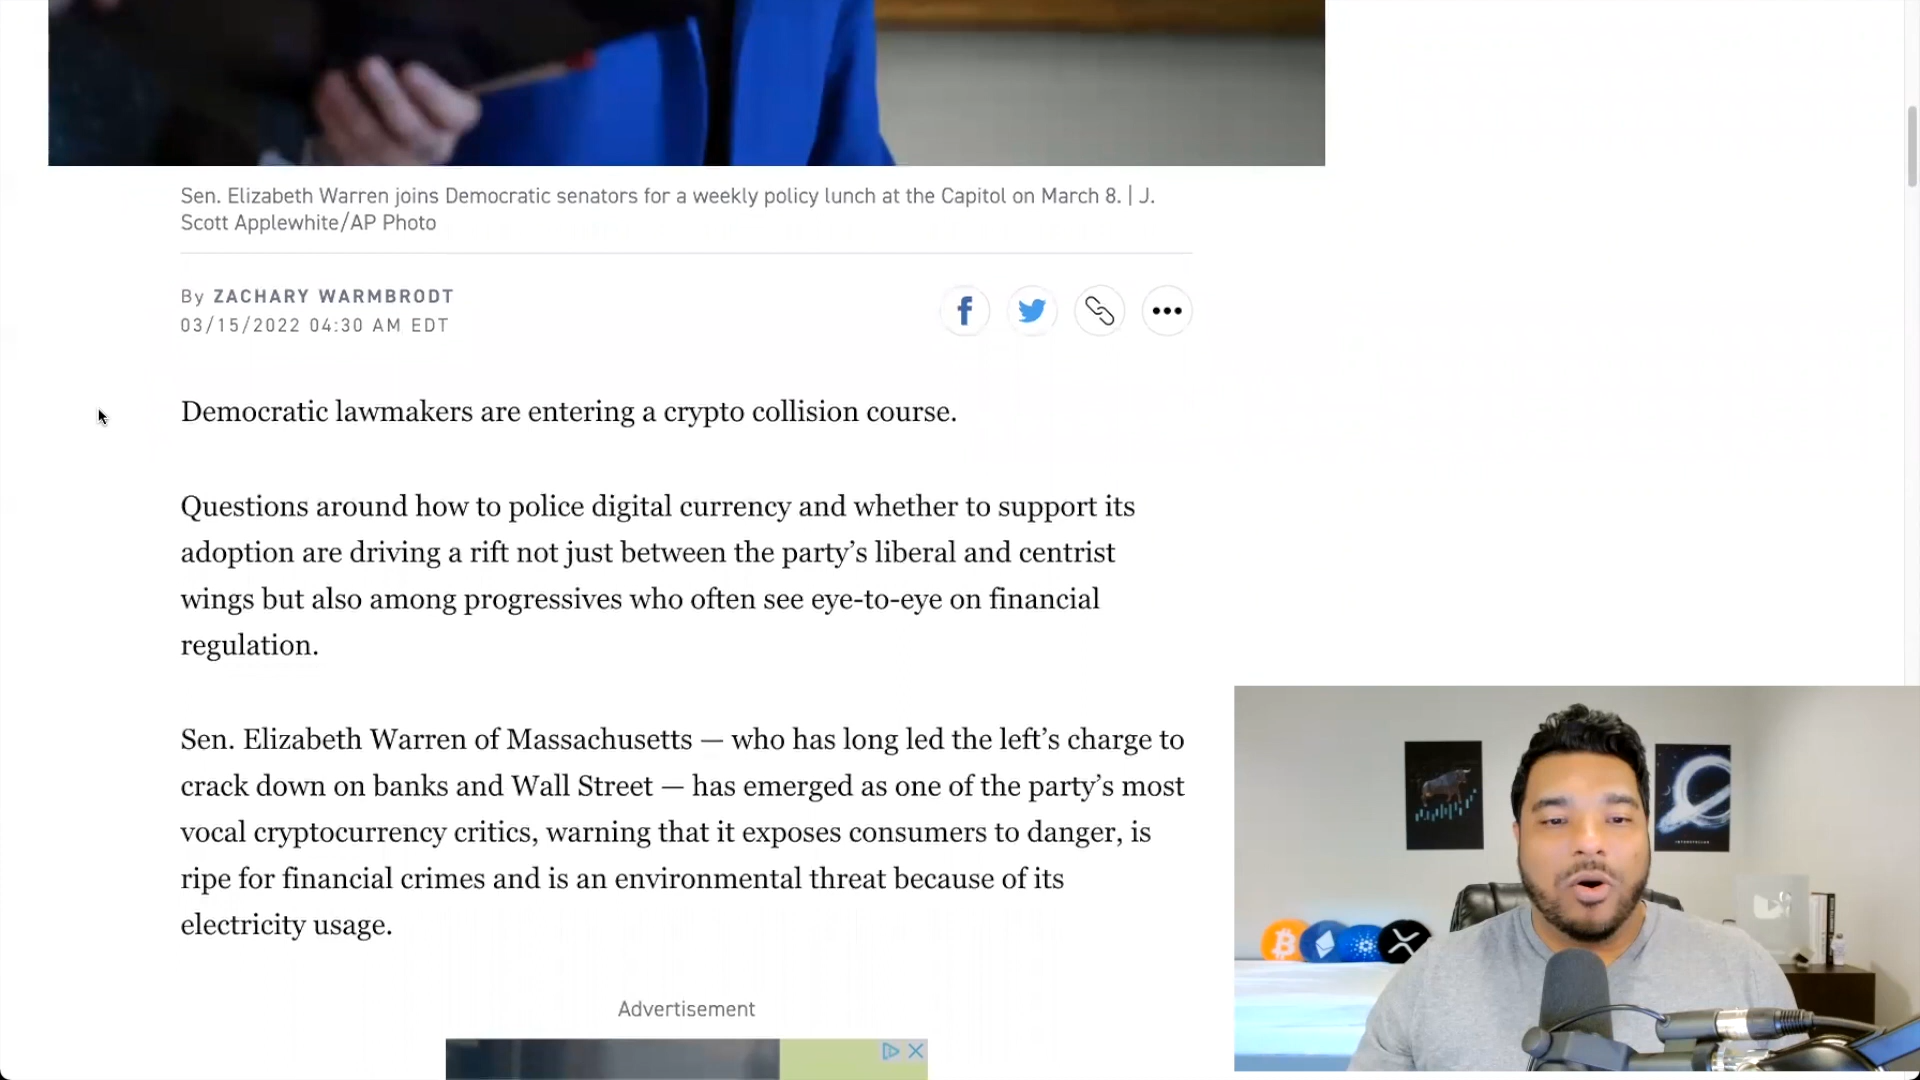 Sen. Elizabeth Warren joins Democratic senators for a weekly policy lunch at the Capitol on March 8. | J.
Scott Applewhite/AP Photo
By ZACHARY WARMBRODT
03/15/2022 04:30 AM EDT
Democratic lawmakers are entering a crypto collision course.
Questions around how to police digital currency and whether to support its
adoption are driving a rift not just between the party’s liberal and centrist
wings but also among progressives who often see eye-to-eye on financial
regulation.
Sen. Elizabeth Warren of Massachusetts — who has long led the left’s charge to
crack down on banks and Wall Street — has emerged as one of the party’s most
vocal cryptocurrency critics, warning that it exposes consumers to danger, is
ripe for financial crimes and is an environmental threat because of its
electricity usage.
Advertisement